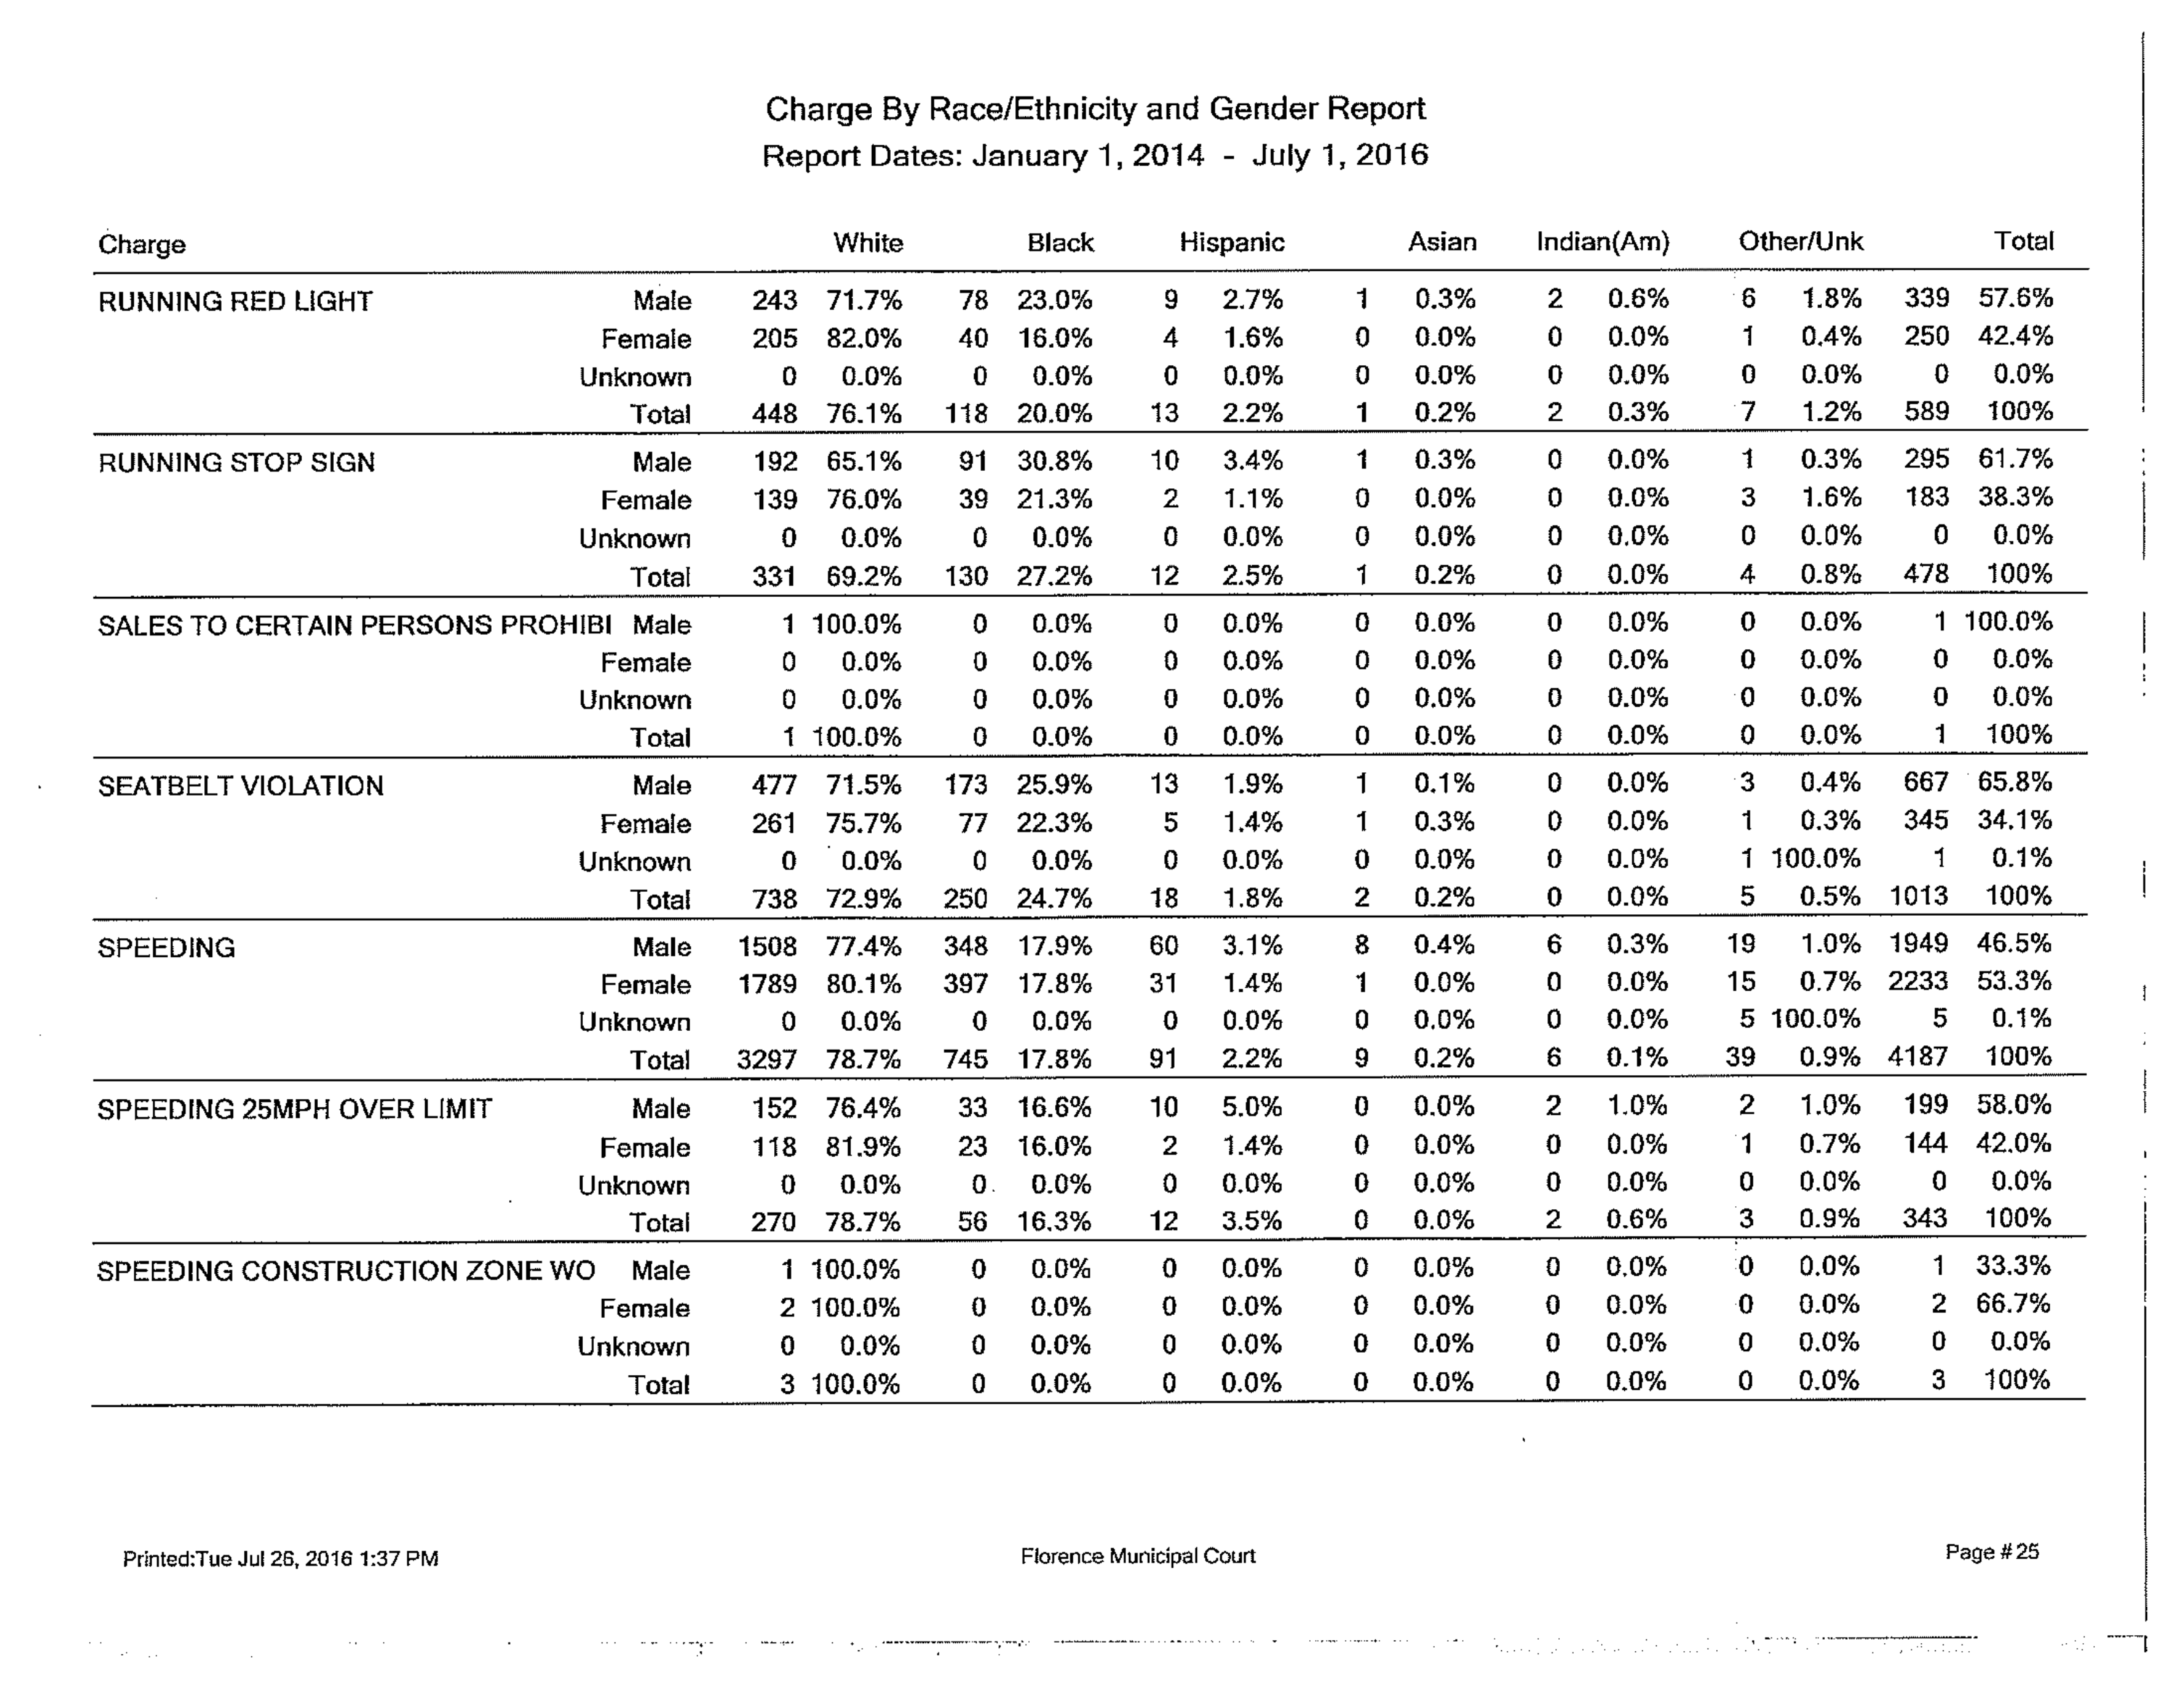 Charge By Race/Ethnicity and Gender Report
Report Dates: January 1, 2014 - July 1, 2016
Charge White Black Hispanic Asian Indian(Am) Other/Unk Total
RUNNING RED LIGHT Male 243 71.7% 78 23.0% 9 2.7% 1 0.3% 2 0.6% 6 1.8% 339 57.6%
Female 205 82.0% 40 16.0% 4 1.6% 0 0.0% 0 0.0% 1 0.4% 250 42.4%
Unknown 0 0.0% 0 0.0% 0 0.0% 0 0.0% 0 0.0% 0 0.0% 0 0.0%
Total 448 76.1% 118 20.0% 13 2.2% 1 0.2% 2 0.3% 7 1.2% 589 100%
RUNNING STOP SIGN Male 192 65.1% 91 30.8% 10 3.4% 1 0.3% 0 0.0% 1 0.3% 295 61.7%
Female 139 76.0% 39 21.3% 2 1.1% 0 0.0% 0 0.0% 3 1.6% 183 38.3%
Unknown 0 0.0% 0 0.0% 0 0.0% 0 0.0% 0 0.0% 0 0.0% 0 0.0%
Total 331 69.2% 130 27.2% 12 2.5% 1 0.2% 0 0.0% 4 0.8% 478 100%
SALES TO CERTAIN PERSONS PROHIBI Male 1 100.0% 0 0.0% 0 0.0% 0 0.0% 0 0.0% 0 0.0% 1 100.0%
Female 0 0.0% 0 0.0% 0 0.0% 0 0.0% 0 0.0% 0 0.0% 0 0.0%
Unknown 0 0.0% 0 0.0% 0 0.0% 0 0.0% 0 0.0% 0 0.0% 0 0.0%
Total 1 100.0% 0 0.0% 0 0.0% 0 0.0% 0 0.0% 0 0.0% 1 100%
SEATBELT VIOLATION Male 477 71.5% 173 25.9% 13 1.9% 1 0.1% 0 0.0% 3 0.4% 667 65.8%
Female 261 75.7% 77 22.3% 5 1.4% 1 0.3% 0 0.0% 1 0.3% 345 34.1%
Unknown 0 0.0% 0 0.0% 0 0.0% 0 0.0% 0 0.0% 1 100.0% 1 0.1%
Total 738 72.9% 250 24.7% 18 1.8% 2 0.2% 0 0.0% 5 0.5% 1013 100%
SPEEDING Male 1508 77.4% 348 17.9% 60 3.1% 8 0.4% 6 0.3% 19 1.0% 1949 46.5%
Female 1789 80.1% 397 17.8% 31 1.4% 1 0.0% 0 0.0% 15 0.7% 2233 53.3%
Unknown 0 0.0% 0 0.0% 0 0.0% 0 0.0% 0 0.0% 5 100.0% 5 0.1%
Total 3297 78.7% 745 17.8% 91 2.2% 9 0.2% 6 0.1% 39 0.9% 4187 100%
SPEEDING 25MPH OVER LIMIT Male 152 76.4% 33 16.6% 10 5.0% 0 0.0% 2 1.0% 2 1.0% 199 58.0%
Female 118 81.9% 23 16.0% 2 1.4% 0 0.0% 0 0.0% 1 0.7% 144 42.0%
Unknown 0 0.0% 0 0.0% 0 0.0% 0 0.0% 0 0.0% 0 0.0% 0 0.0%
Total 270 78.7% 56 16.3% 12 3.5% 0 0.0% 2 0.6% 3 0.9% 343 100%
SPEEDING CONSTRUCTION ZONE WO Male 1 100.0% 0 0.0% 0 0.0% 0 0.0% 0 0.0% 0 0.0% 1 33.3%
Female 2 100.0% 0 0.0% 0 0.0% 0 0.0% 0 0.0% 0 0.0% 2 66.7%
Unknown 0 0.0% 0 0.0% 0 0.0% 0 0.0% 0 0.0% 0 0.0% 0 0.0%
Total 3 100.0% 0 0.0% 0 0.0% 0 0.0% 0 0.0% 0 0.0% 3 100%
Printed:Tue Jul 26, 2016 1:37 PM Florence Municipal Court Page # 25